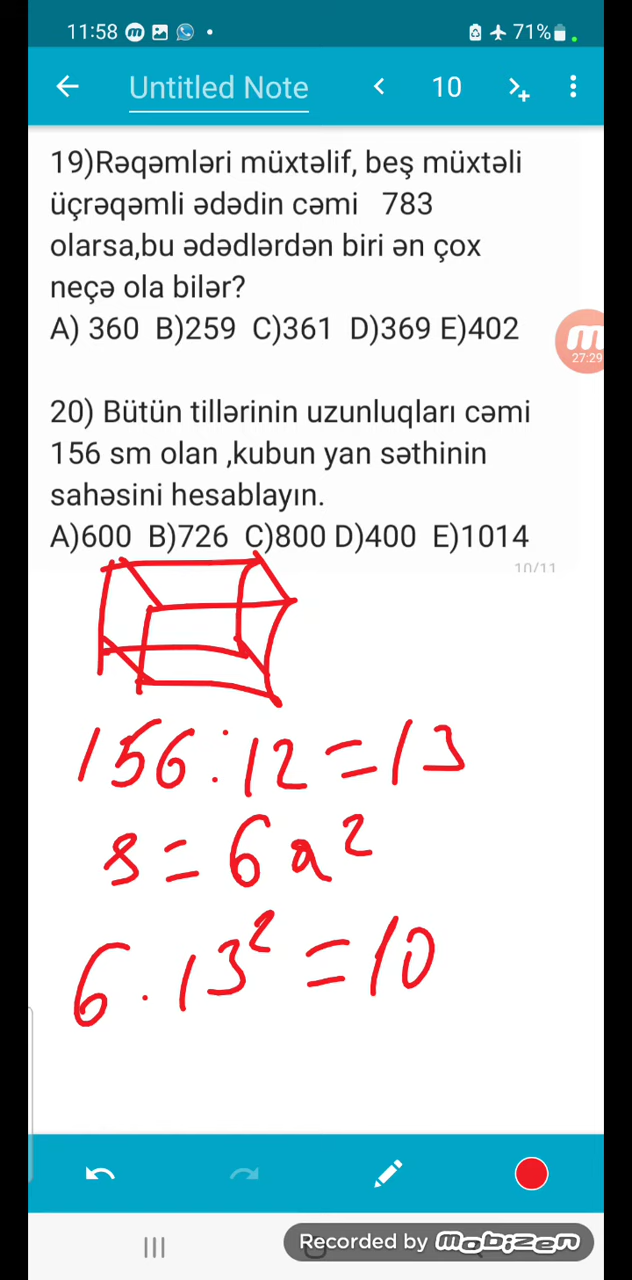 11:58 71%
Untitled Note < 10
19)Rəqəmləri müxtəlif, beş müxtəli
üçrəqəmli ədədin cəmi 783
olarsa,bu ədədlərdən biri ən çox
neçə ola bilər?
A) 360 B)259 C)361 D)369 E)402
27:29
20) Bütün tillərinin uzunluqları cəmi
156 sm olan ,kubun yan səthinin
sahəsini hesablayın.
A)600 B)726 C)800 D)400 E)1014
10/11
156:12=13
s=6a²
6.13²=10
Recorded by mobizen